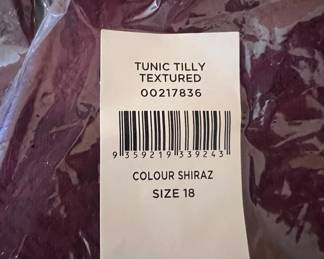 TUNIC TILLY
TEXTURED
00217836
9 359219 339243
COLOUR SHIRAZ
SIZE 18